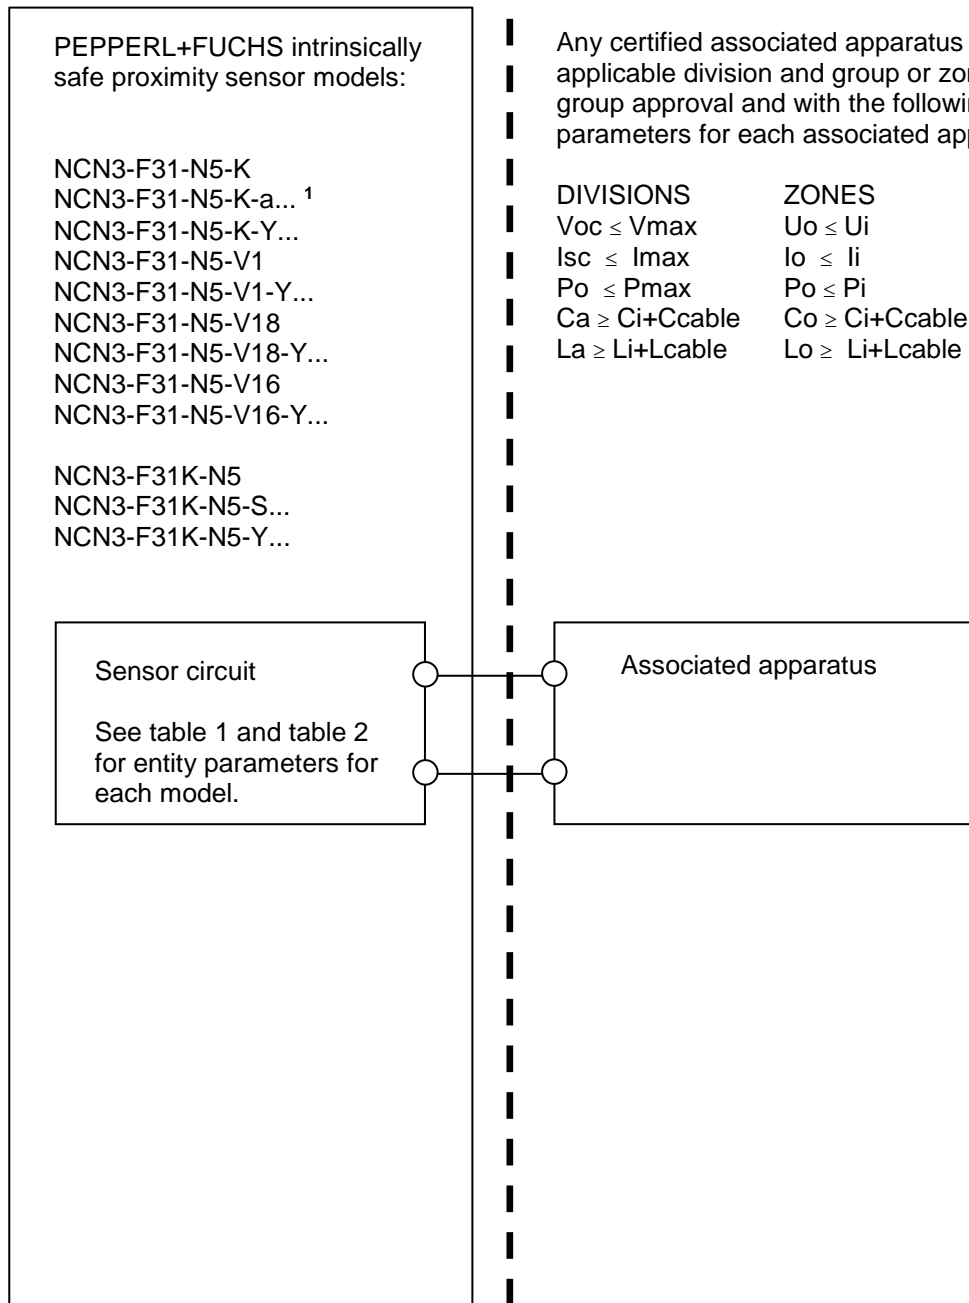 PEPPERL+FUCHS intrinsically
safe proximity sensor models:
NCN3-F31-N5-K
NCN3-F31-N5-K-a... ¹
NCN3-F31-N5-K-Y...
NCN3-F31-N5-V1
NCN3-F31-N5-V1-Y...
NCN3-F31-N5-V18
NCN3-F31-N5-V18-Y...
NCN3-F31-N5-V16
NCN3-F31-N5-V16-Y...
NCN3-F31K-N5
NCN3-F31K-N5-S...
NCN3-F31K-N5-Y...
Sensor circuit
See table 1 and table 2
for entity parameters for
each model.
Any certified associated apparatus
applicable division and group or
group approval and with the
parameters for each associated
DIVISIONS ZONES
Voc ≤ Vmax Uo ≤ Ui
Isc ≤ Imax Io ≤ Ii
Po ≤ Pmax Po ≤ Pi
Ca ≥ Ci+Ccable Co ≥ Ci+Ccable
La ≥ Li+Lcable Lo ≥ Li+Lcable
Associated apparatus